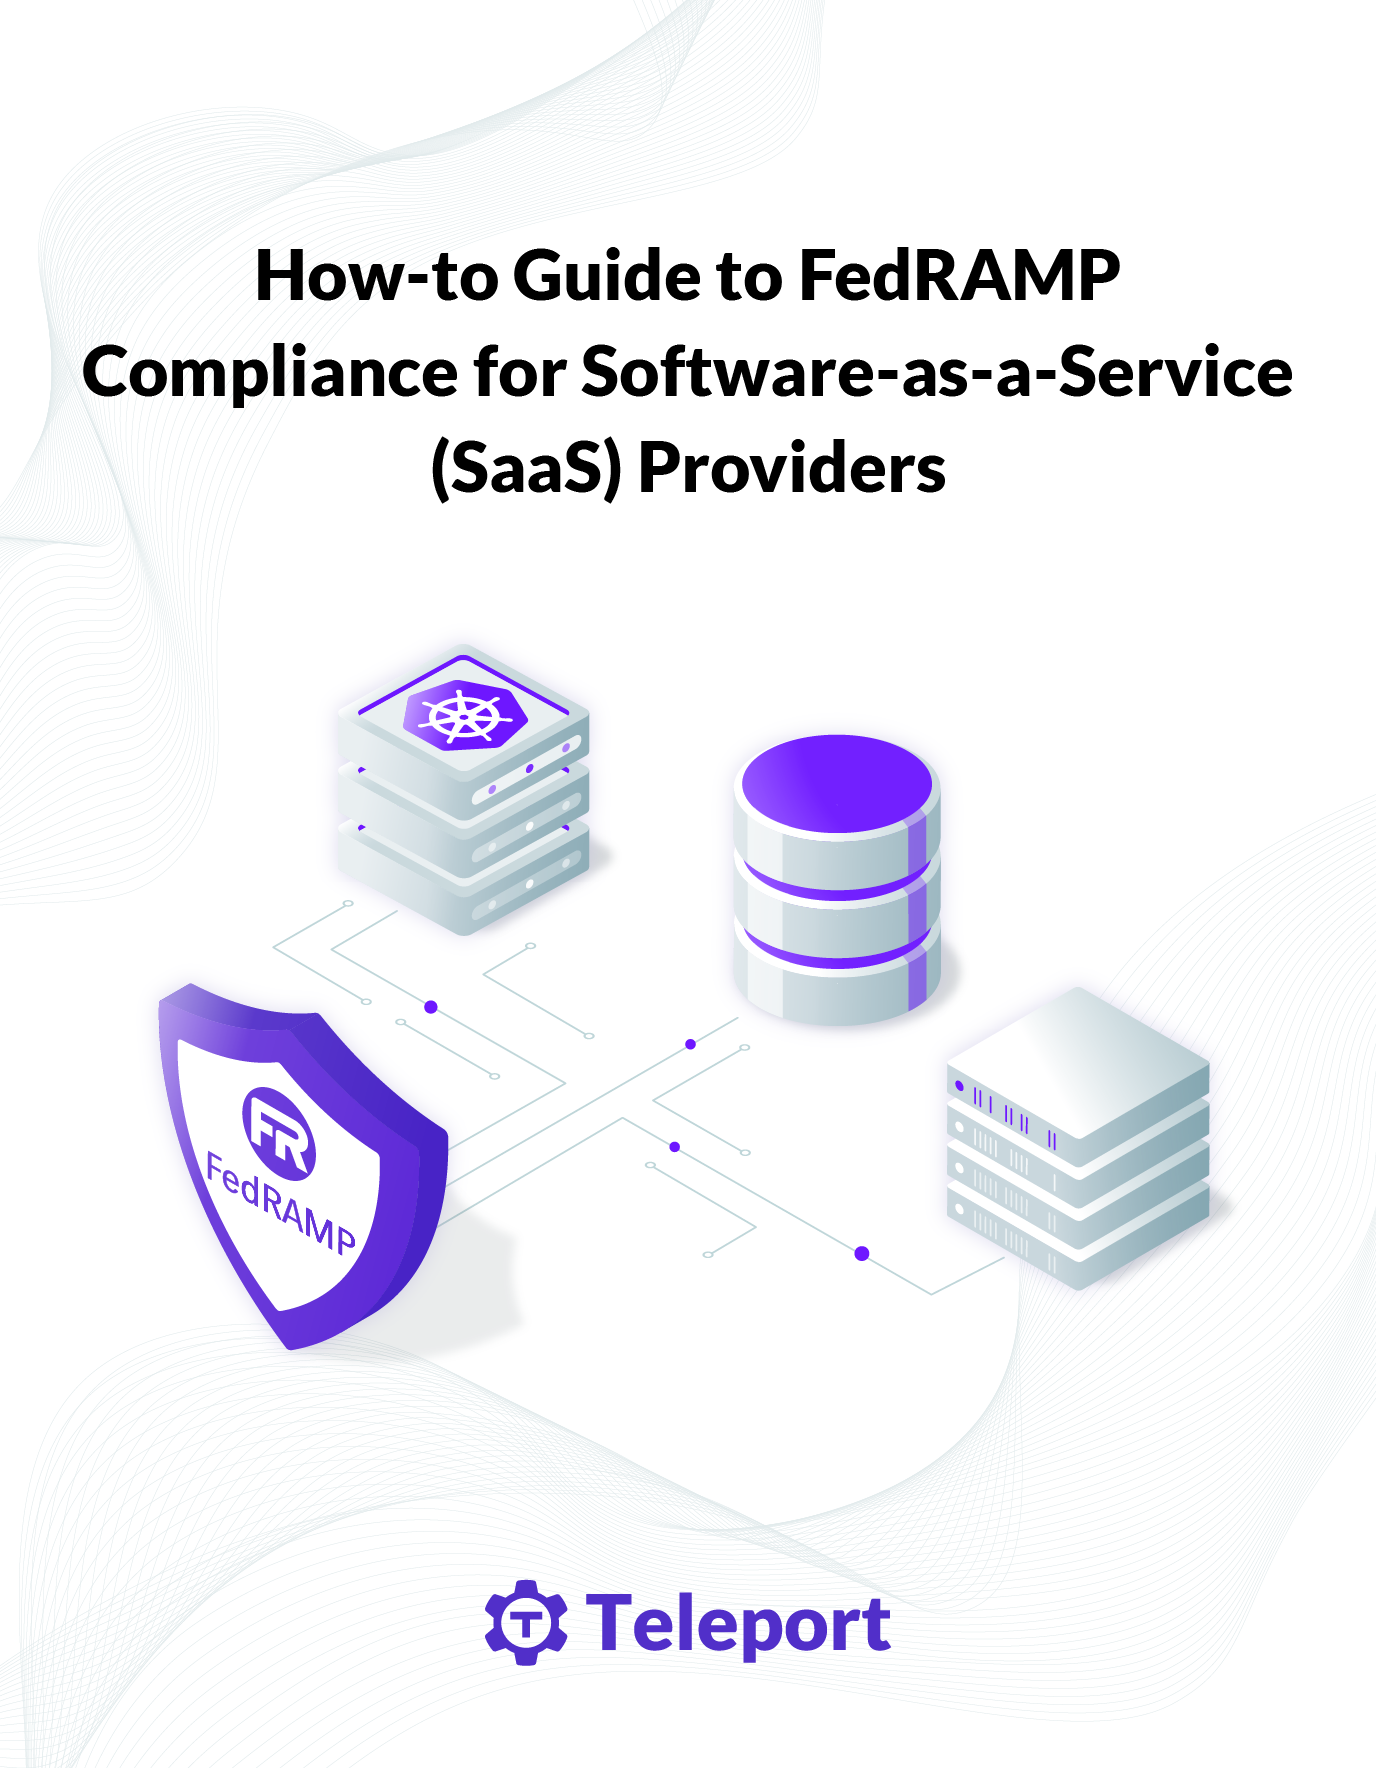 How-to Guide to FedRAMP
Compliance for Software-as-a-Service
(SaaS) Providers
FR
FedRAMP
T Teleport